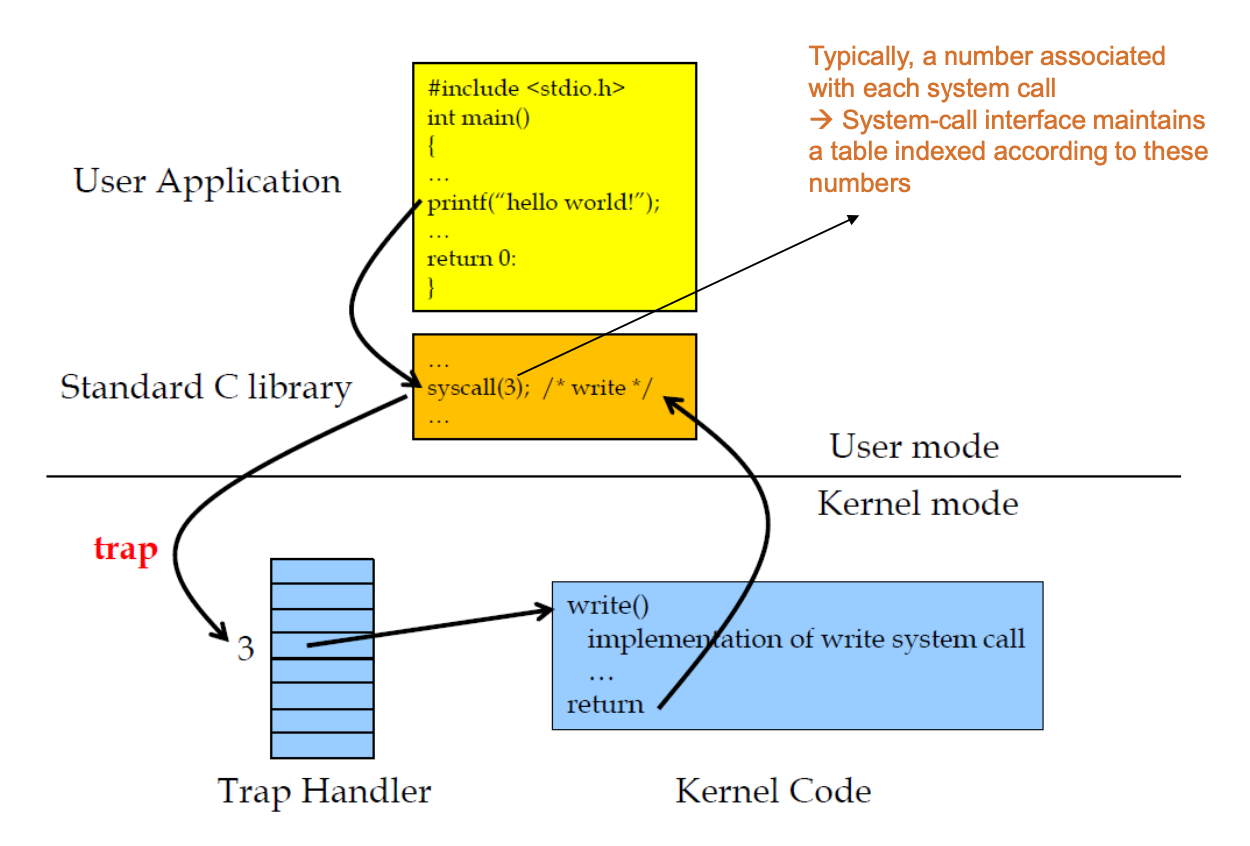 Typically, a number associated
with each system call
→ System-call interface maintains
a table indexed according to these
numbers
User Application
#include <stdio.h>
int main()
{
…
printf(“hello world!”);
…
return 0:
}
Standard C library
…
syscall(3); /* write */
…
User mode
Kernel mode
trap
3
write()
implementation of write system call
…
return
Trap Handler
Kernel Code